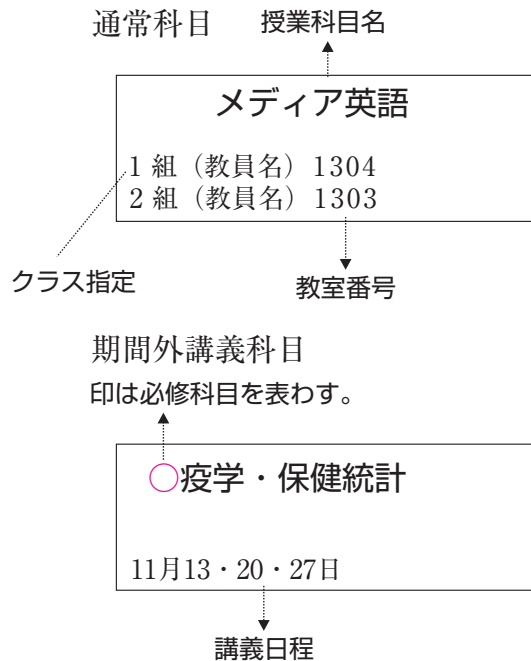 通常科目
授業科目名
メディア英語
1 組（教員名）1304
2 組（教員名）1303
クラス指定
教室番号
期間外講義科目
印は必修科目を表わす。
○疫学・保健統計
11月13・20・27日
講義日程